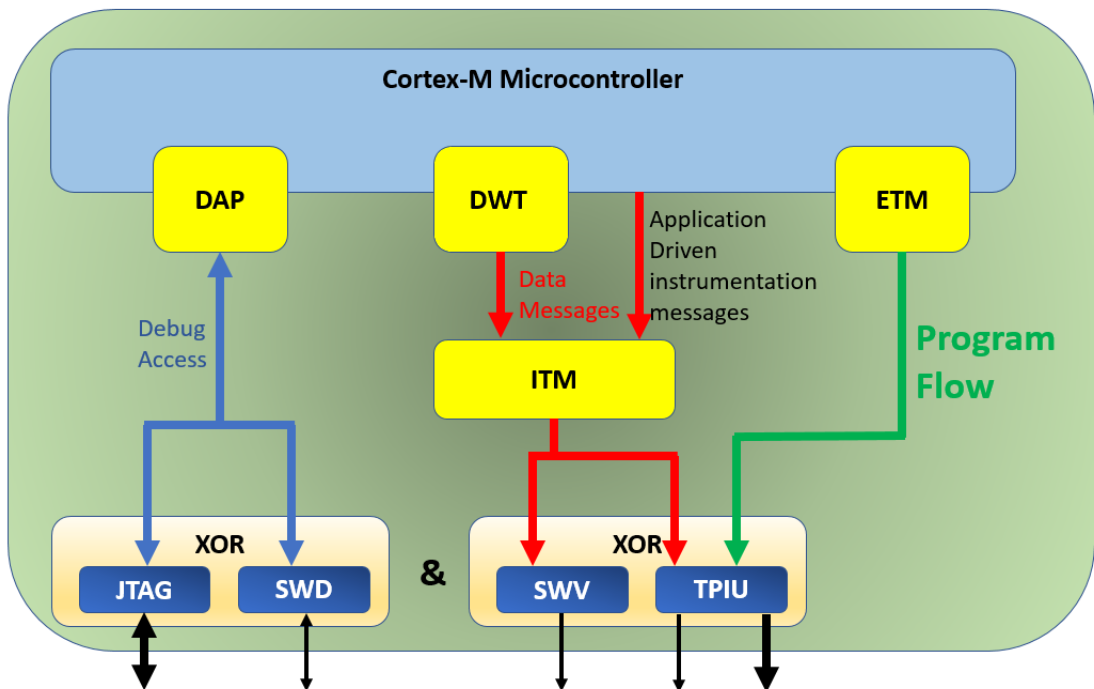 Cortex-M Microcontroller
DAP
DWT
ETM
Application
Driven
instrumentation
messages
Data
Messages
Debug
Access
Program
Flow
ITM
XOR
JTAG
SWD
&
XOR
SWV
TPIU